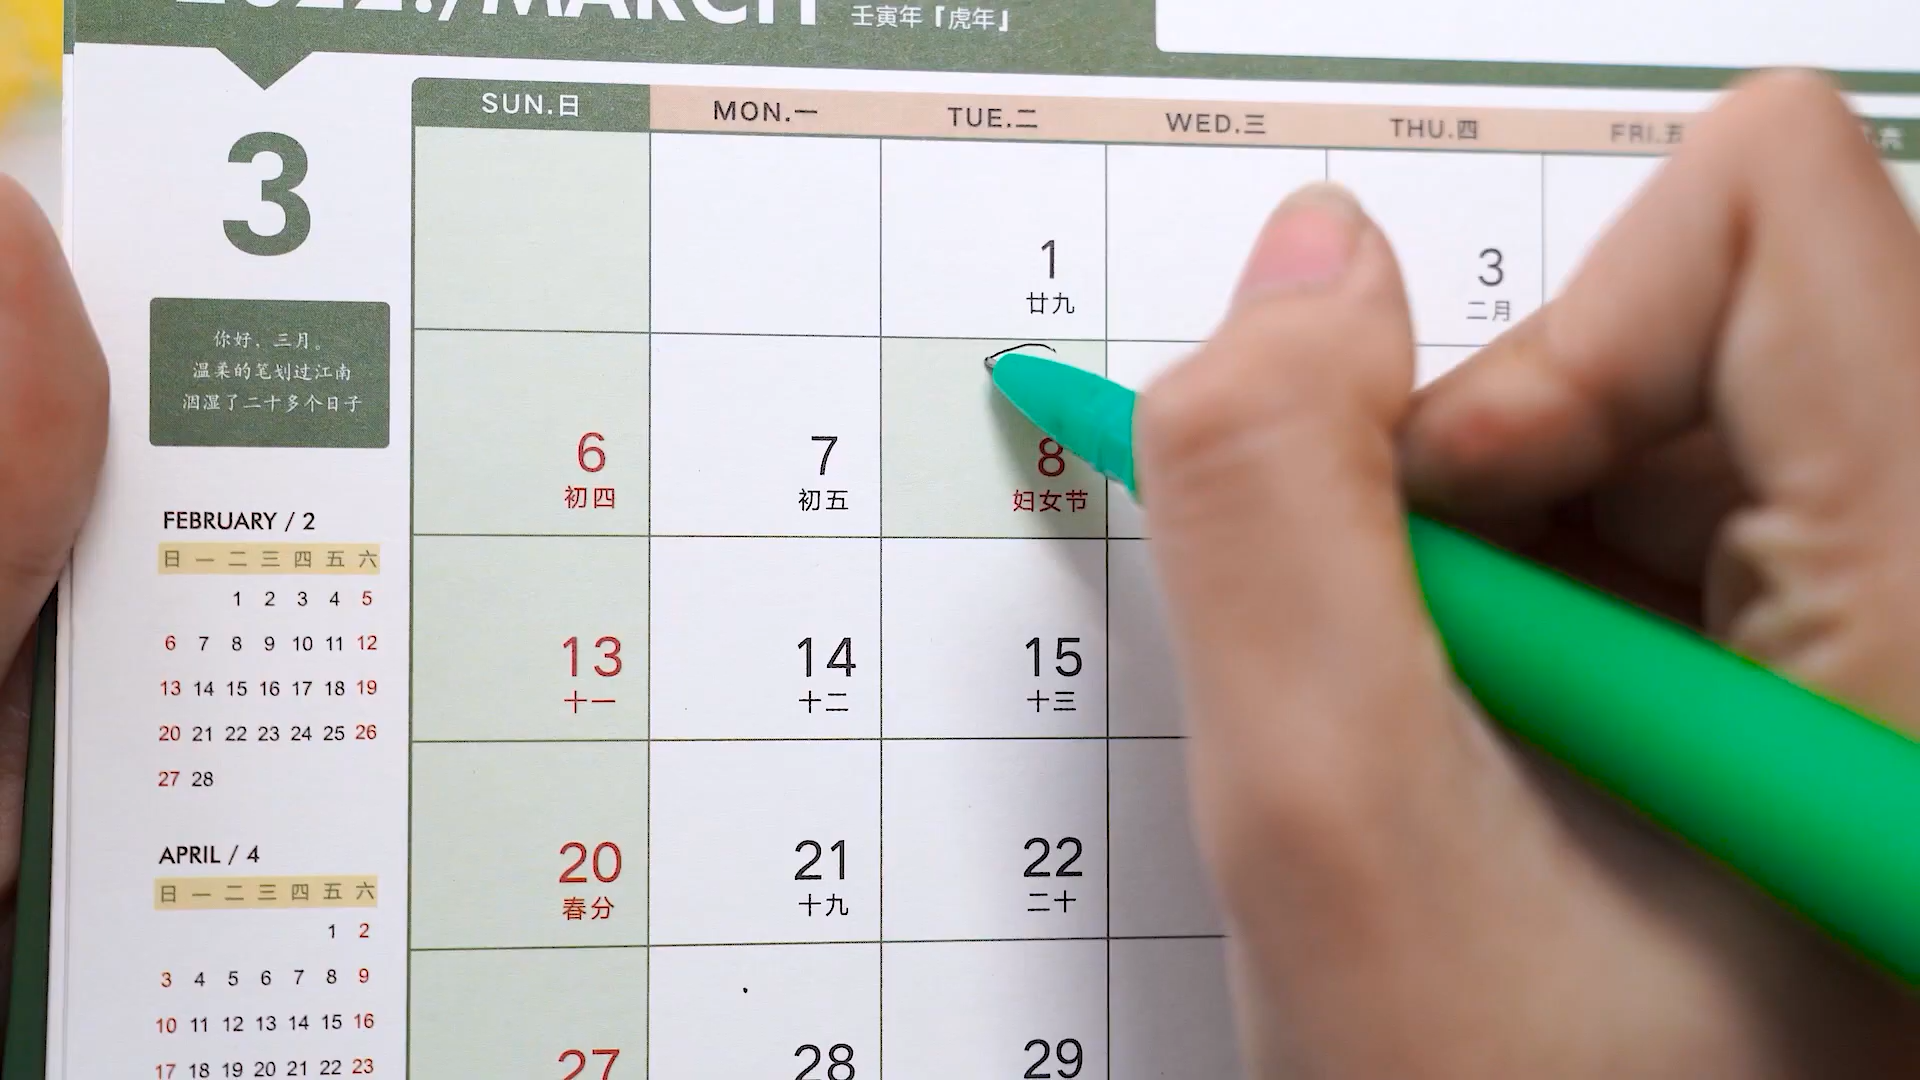 2022./MARCH 壬寅年『虎年』
SUN.日 MON.一 TUE.二 WED.三 THU.四 FRI.五 六
3
你好，三月。
温柔的笔划过江南
洇湿了二十多个日子
1 3
廿九 二月
6 7 8
初四 初五 妇女节
13 14 15
十一 十二 十三
20 21 22
春分 十九 二十
27 28 29
FEBRUARY / 2
日 一 二 三 四 五 六
1 2 3 4 5
6 7 8 9 10 11 12
13 14 15 16 17 18 19
20 21 22 23 24 25 26
27 28
APRIL / 4
日 一 二 三 四 五 六
1 2
3 4 5 6 7 8 9
10 11 12 13 14 15 16
17 18 19 20 21 22 23